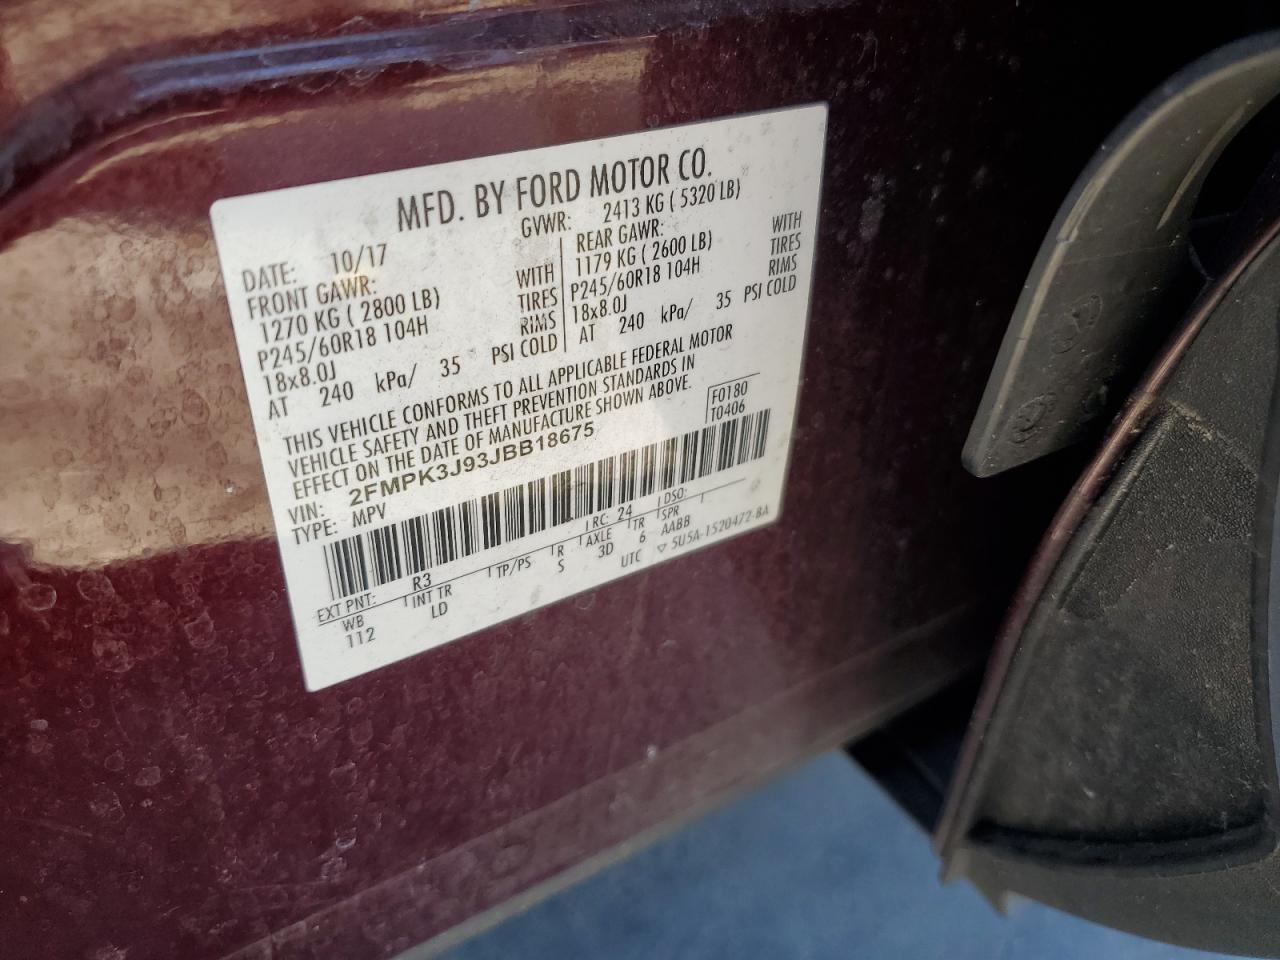 MFD. BY FORD MOTOR CO.
DATE: 10/17 GVWR: 2413 KG ( 5320 LB)
FRONT GAWR: WITH REAR GAWR: WITH
1270 KG ( 2800 LB) TIRES 1179 KG ( 2600 LB) TIRES
P245/60R18 104H RIMS P245/60R18 104H RIMS
18x8.0J 18x8.0J
AT 240 kPa/ 35 PSI COLD AT 240 kPa/ 35 PSI COLD
THIS VEHICLE CONFORMS TO ALL APPLICABLE FEDERAL MOTOR
VEHICLE SAFETY AND THEFT PREVENTION STANDARDS IN
EFFECT ON THE DATE OF MANUFACTURE SHOWN ABOVE.
VIN: 2FMPK3J93JBB18675 F0180
TYPE: MPV T0406
EXT PNT: R3 RC: 24 DSO:
WB INT TR TP/PS R AXLE TR SPR
112 LD S 3D 6 AABB
UTC ▽ 5U5A-1520472-BA